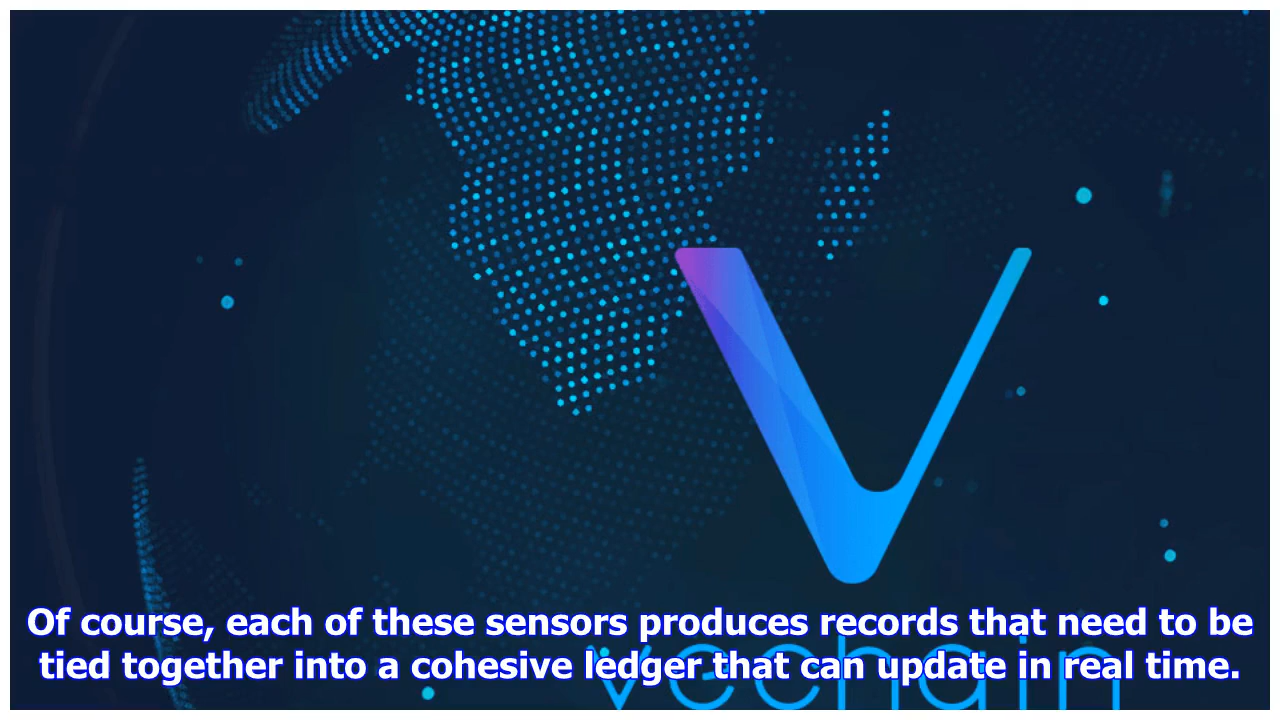 Of course, each of these sensors produces records that need to be
tied together into a cohesive ledger that can update in real time.
vechain